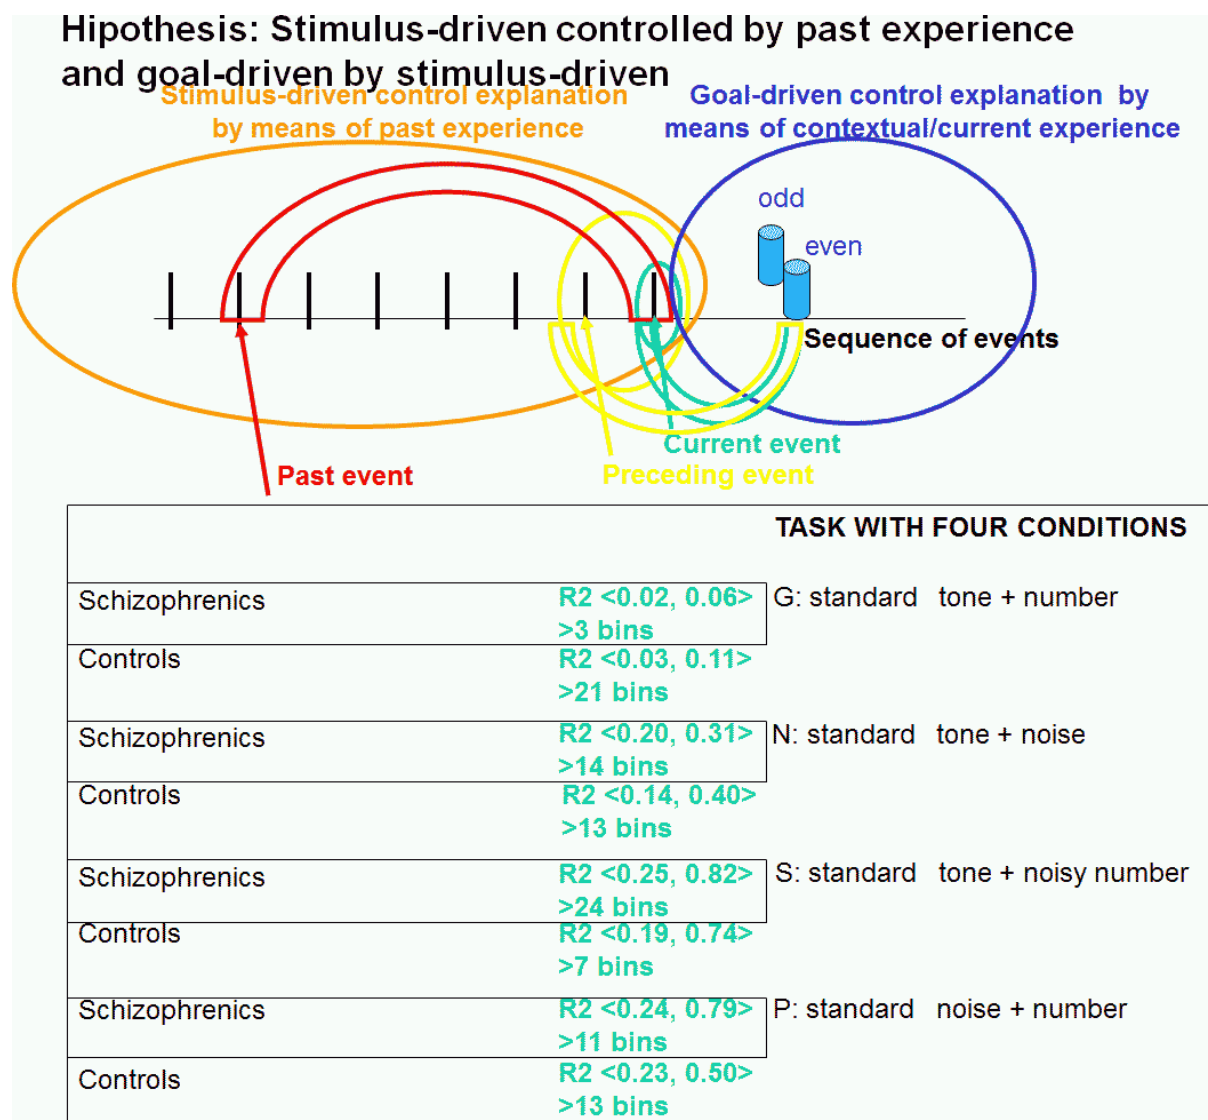 Hipothesis: Stimulus-driven controlled by past experience
and goal-driven by stimulus-driven
Stimulus-driven control explanation
by means of past experience
Goal-driven control explanation by
means of contextual/current experience
odd
even
Sequence of events
Current event
Preceding event
Past event
TASK WITH FOUR CONDITIONS
Schizophrenics
R2 <0.02, 0.06>
>3 bins
G: standard tone + number
Controls
R2 <0.03, 0.11>
>21 bins
Schizophrenics
R2 <0.20, 0.31>
>14 bins
N: standard tone + noise
Controls
R2 <0.14, 0.40>
>13 bins
Schizophrenics
R2 <0.25, 0.82>
>24 bins
S: standard tone + noisy number
Controls
R2 <0.19, 0.74>
>7 bins
Schizophrenics
R2 <0.24, 0.79>
>11 bins
P: standard noise + number
Controls
R2 <0.23, 0.50>
>13 bins